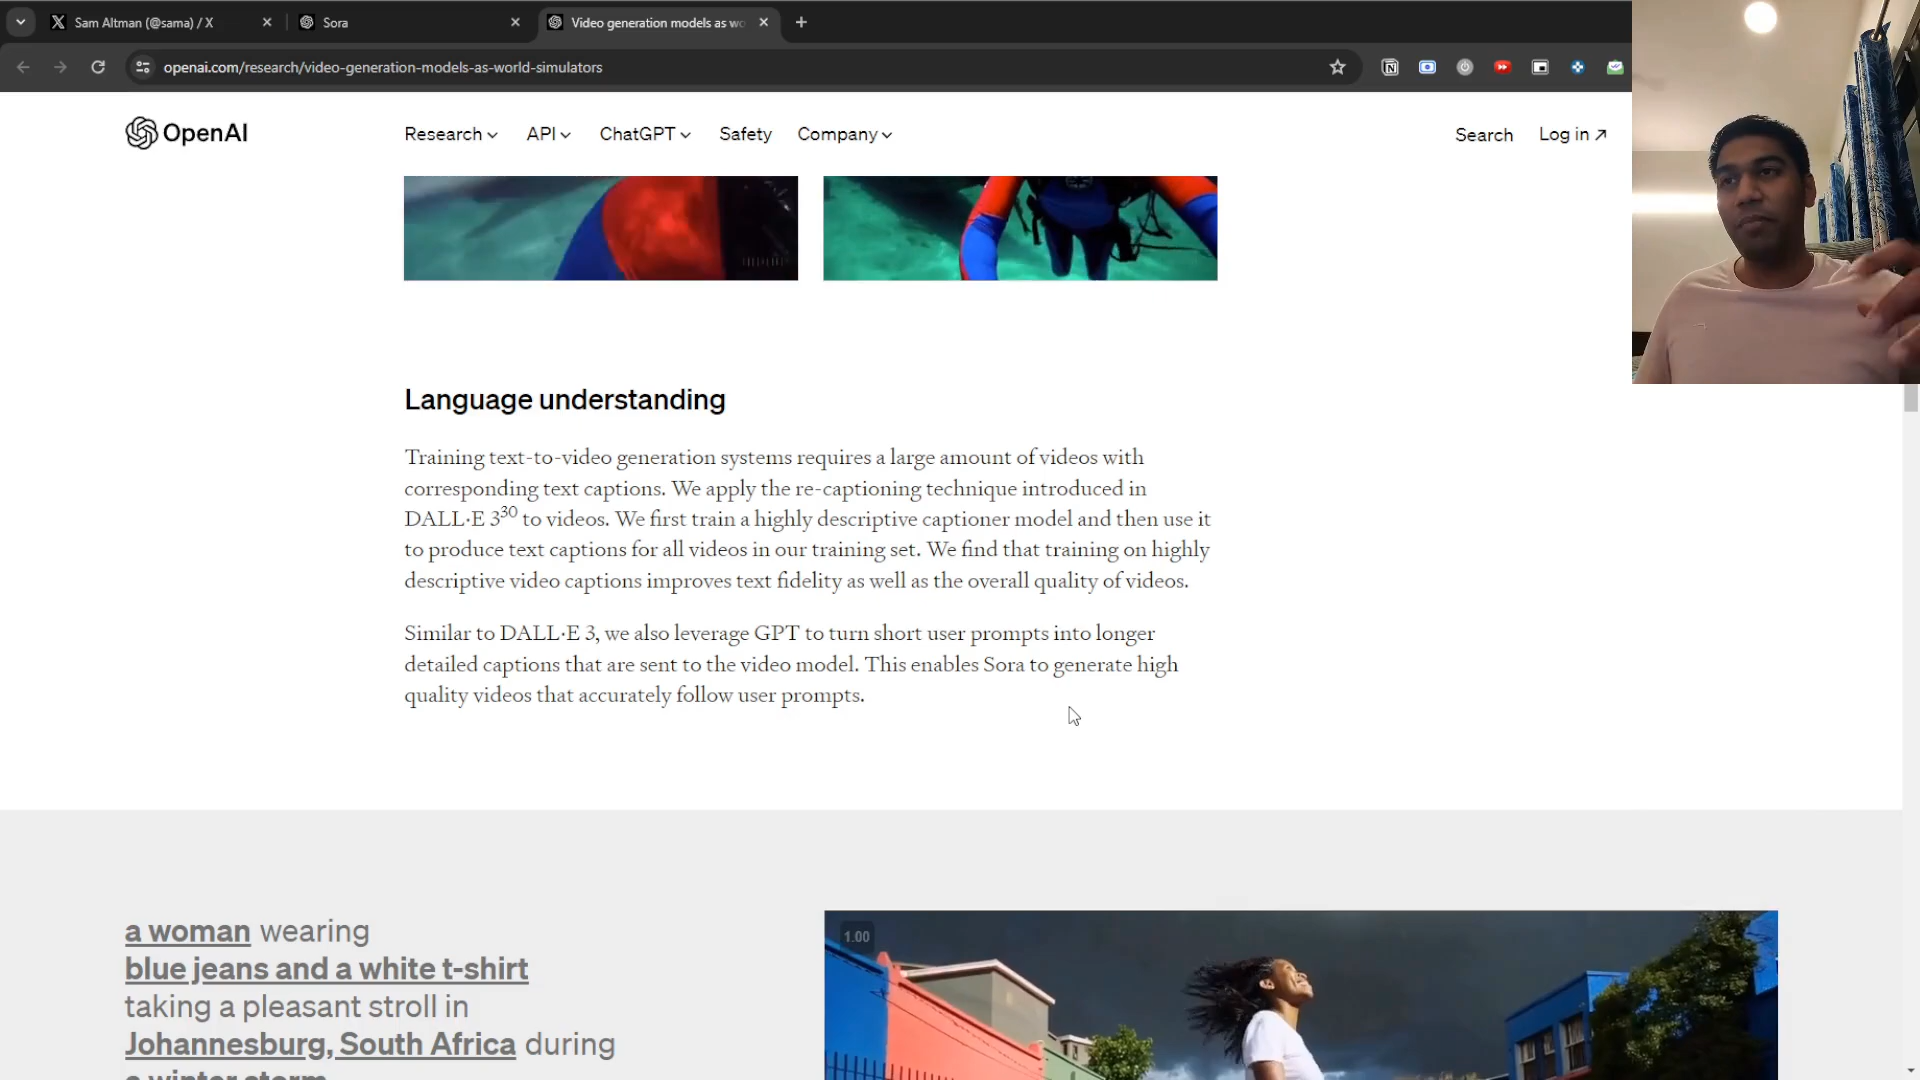 Sam Altman (@sama) / X
Sora
Video generation models as wo
openai.com/research/video-generation-models-as-world-simulators
OpenAI
Research
API
ChatGPT
Safety
Company
Search
Log in ↗
Language understanding
Training text-to-video generation systems requires a large amount of videos with
corresponding text captions. We apply the re-captioning technique introduced in
DALL·E 3³⁰ to videos. We first train a highly descriptive captioner model and then use it
to produce text captions for all videos in our training set. We find that training on highly
descriptive video captions improves text fidelity as well as the overall quality of videos.
Similar to DALL·E 3, we also leverage GPT to turn short user prompts into longer
detailed captions that are sent to the video model. This enables Sora to generate high
quality videos that accurately follow user prompts.
a woman wearing
blue jeans and a white t-shirt
taking a pleasant stroll in
Johannesburg, South Africa during
a winter storm
1.00